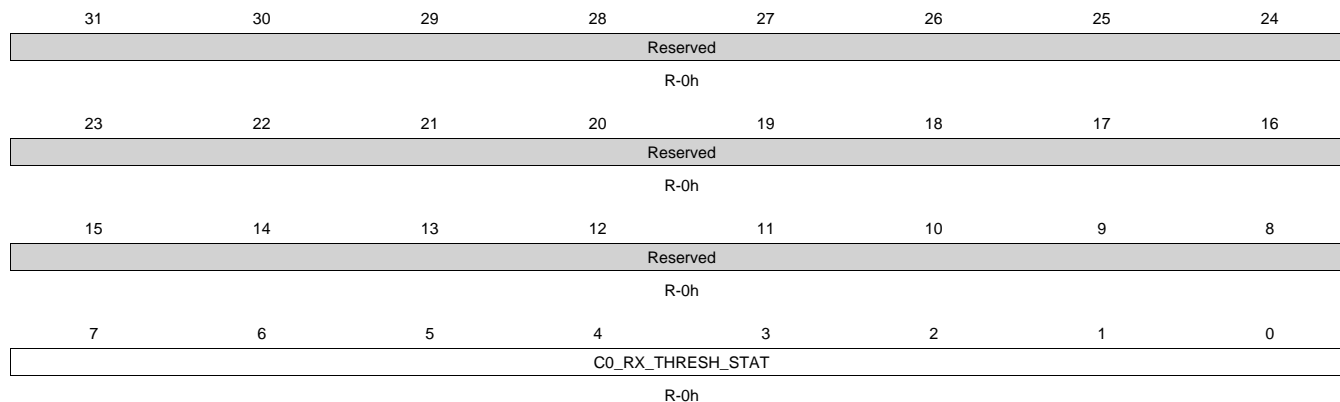 31 30 29 28 27 26 25 24
Reserved
R-0h
23 22 21 20 19 18 17 16
Reserved
R-0h
15 14 13 12 11 10 9 8
Reserved
R-0h
7 6 5 4 3 2 1 0
C0_RX_THRESH_STAT
R-0h